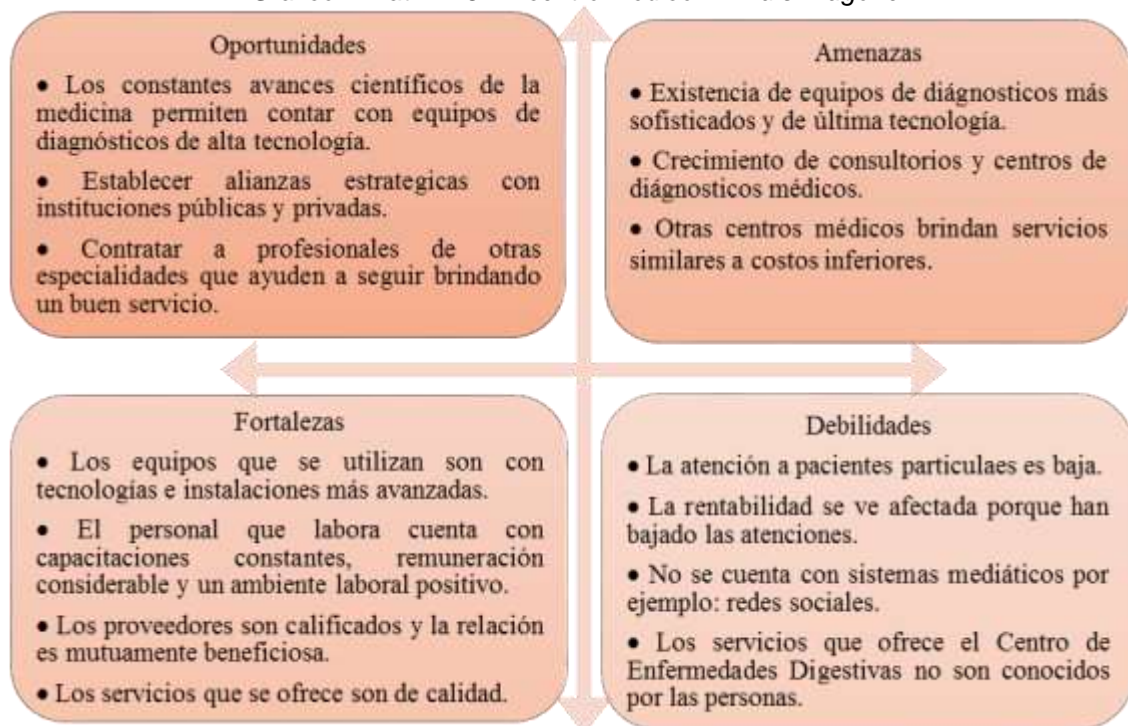 Oportunidades
• Los constantes avances científicos de la
medicina permiten contar con equipos de
diagnósticos de alta tecnología.
• Establecer alianzas estrategicas con
instituciones públicas y privadas.
• Contratar a profesionales de otras
especialidades que ayuden a seguir brindando
un buen servicio.
Amenazas
• Existencia de equipos de diágnosticos más
sofisticados y de última tecnología.
• Crecimiento de consultorios y centros de
diágnosticos médicos.
• Otras centros médicos brindan servicios
similares a costos inferiores.
Fortalezas
• Los equipos que se utilizan son con
tecnologías e instalaciones más avanzadas.
• El personal que labora cuenta con
capacitaciones constantes, remuneración
considerable y un ambiente laboral positivo.
• Los proveedores son calificados y la relación
es mutuamente beneficiosa.
• Los servicios que se ofrece son de calidad.
Debilidades
• La atención a pacientes particulaes es baja.
• La rentabilidad se ve afectada porque han
bajado las atenciones.
• No se cuenta con sistemas mediáticos por
ejemplo: redes sociales.
• Los servicios que ofrece el Centro de
Enfermedades Digestivas no son conocidos
por las personas.